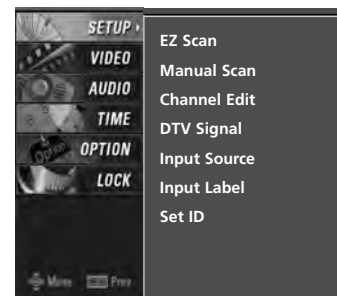 SETUP
VIDEO
AUDIO
TIME
OPTION
LOCK
Move Prev
EZ Scan
Manual Scan
Channel Edit
DTV Signal
Input Source
Input Label
Set ID